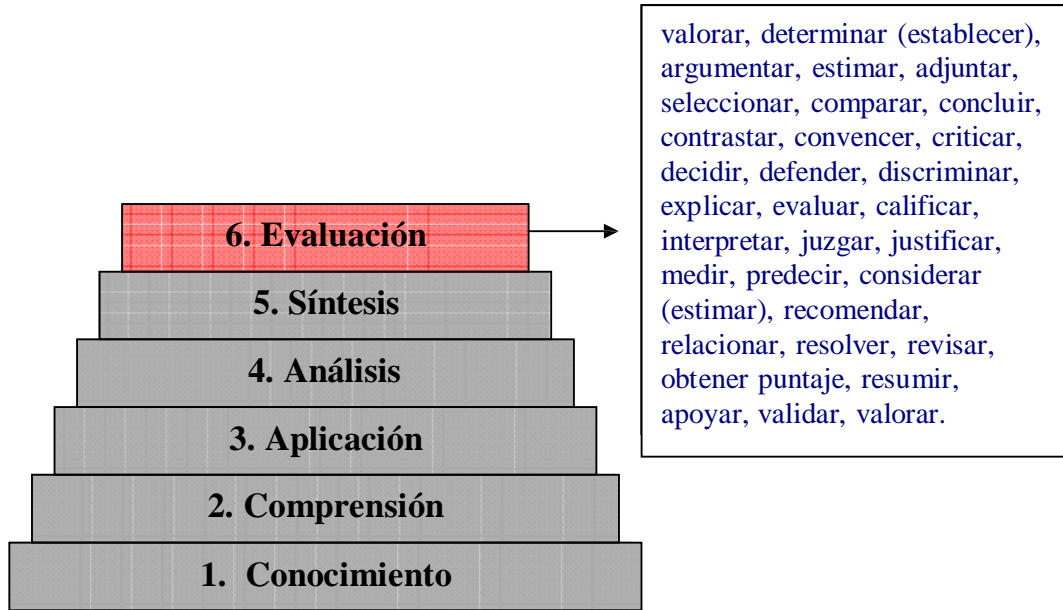 valorar, determinar (establecer),
argumentar, estimar, adjuntar,
seleccionar, comparar, concluir,
contrastar, convencer, criticar,
decidir, defender, discriminar,
explicar, evaluar, calificar,
interpretar, juzgar, justificar,
medir, predecir, considerar
(estimar), recomendar,
relacionar, resolver, revisar,
obtener puntaje, resumir,
apoyar, validar, valorar.
6. Evaluación
5. Síntesis
4. Análisis
3. Aplicación
2. Comprensión
1. Conocimiento